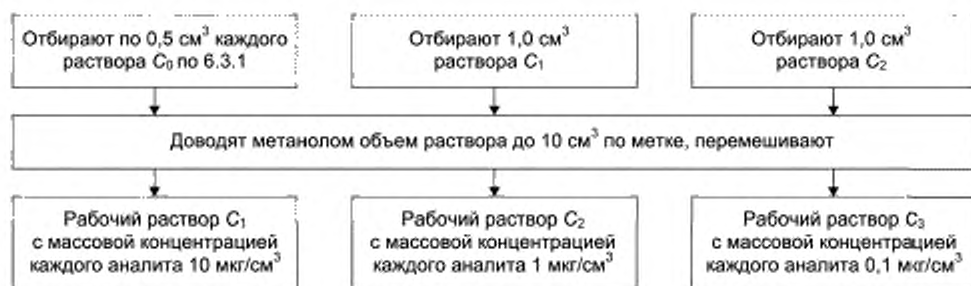 Отбирают по 0,5 см³ каждого
раствора C₀ по 6.3.1
Отбирают 1,0 см³
раствора C₁
Отбирают 1,0 см³
раствора C₂
Доводят метанолом объем раствора до 10 см³ по метке, перемешивают
Рабочий раствор C₁
с массовой концентрацией
каждого аналита 10 мкг/см³
Рабочий раствор C₂
с массовой концентрацией
каждого аналита 1 мкг/см³
Рабочий раствор C₃
с массовой концентрацией
каждого аналита 0,1 мкг/см³